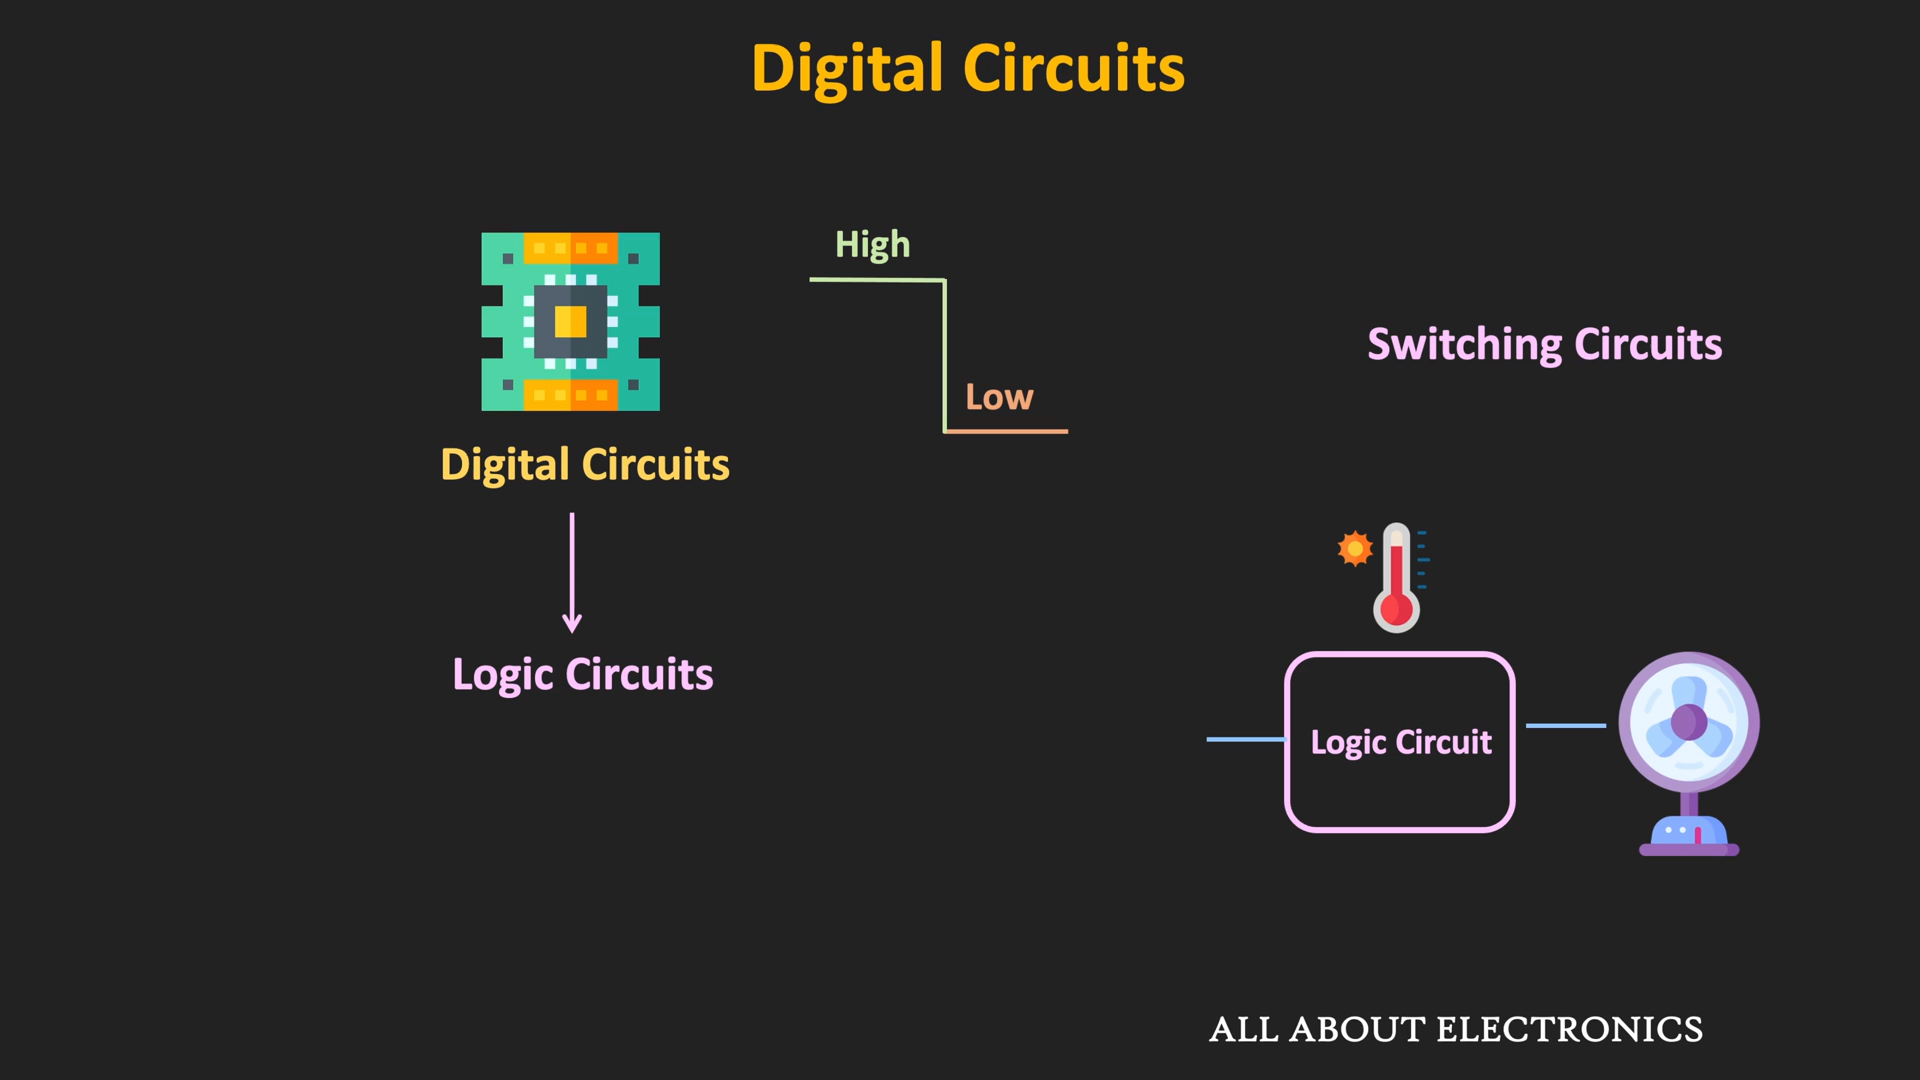 Digital Circuits
High
Low
Switching Circuits
Digital Circuits
Logic Circuits
Logic Circuit
ALL ABOUT ELECTRONICS